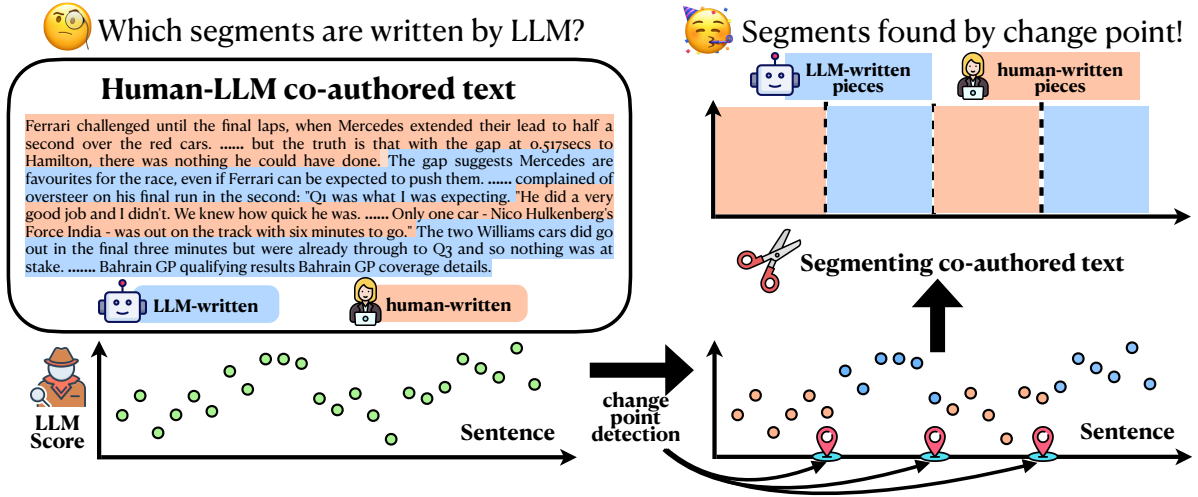 Which segments are written by LLM?
Human-LLM co-authored text
Ferrari challenged until the final laps, when Mercedes extended their lead to half a
second over the red cars. ...... but the truth is that with the gap at 0.517secs to
Hamilton, there was nothing he could have done. The gap suggests Mercedes are
favourites for the race, even if Ferrari can be expected to push them. ...... complained of
oversteer on his final run in the second: "Q1 was what I was expecting. "He did a very
good job and I didn't. We knew how quick he was. ...... Only one car - Nico Hulkenberg's
Force India - was out on the track with six minutes to go." The two Williams cars did go
out in the final three minutes but were already through to Q3 and so nothing was at
stake. ....... Bahrain GP qualifying results Bahrain GP coverage details.
LLM-written
human-written
LLM
Score
Sentence
change
point
detection
Segments found by change point!
LLM-written
pieces
human-written
pieces
Segmenting co-authored text
Sentence